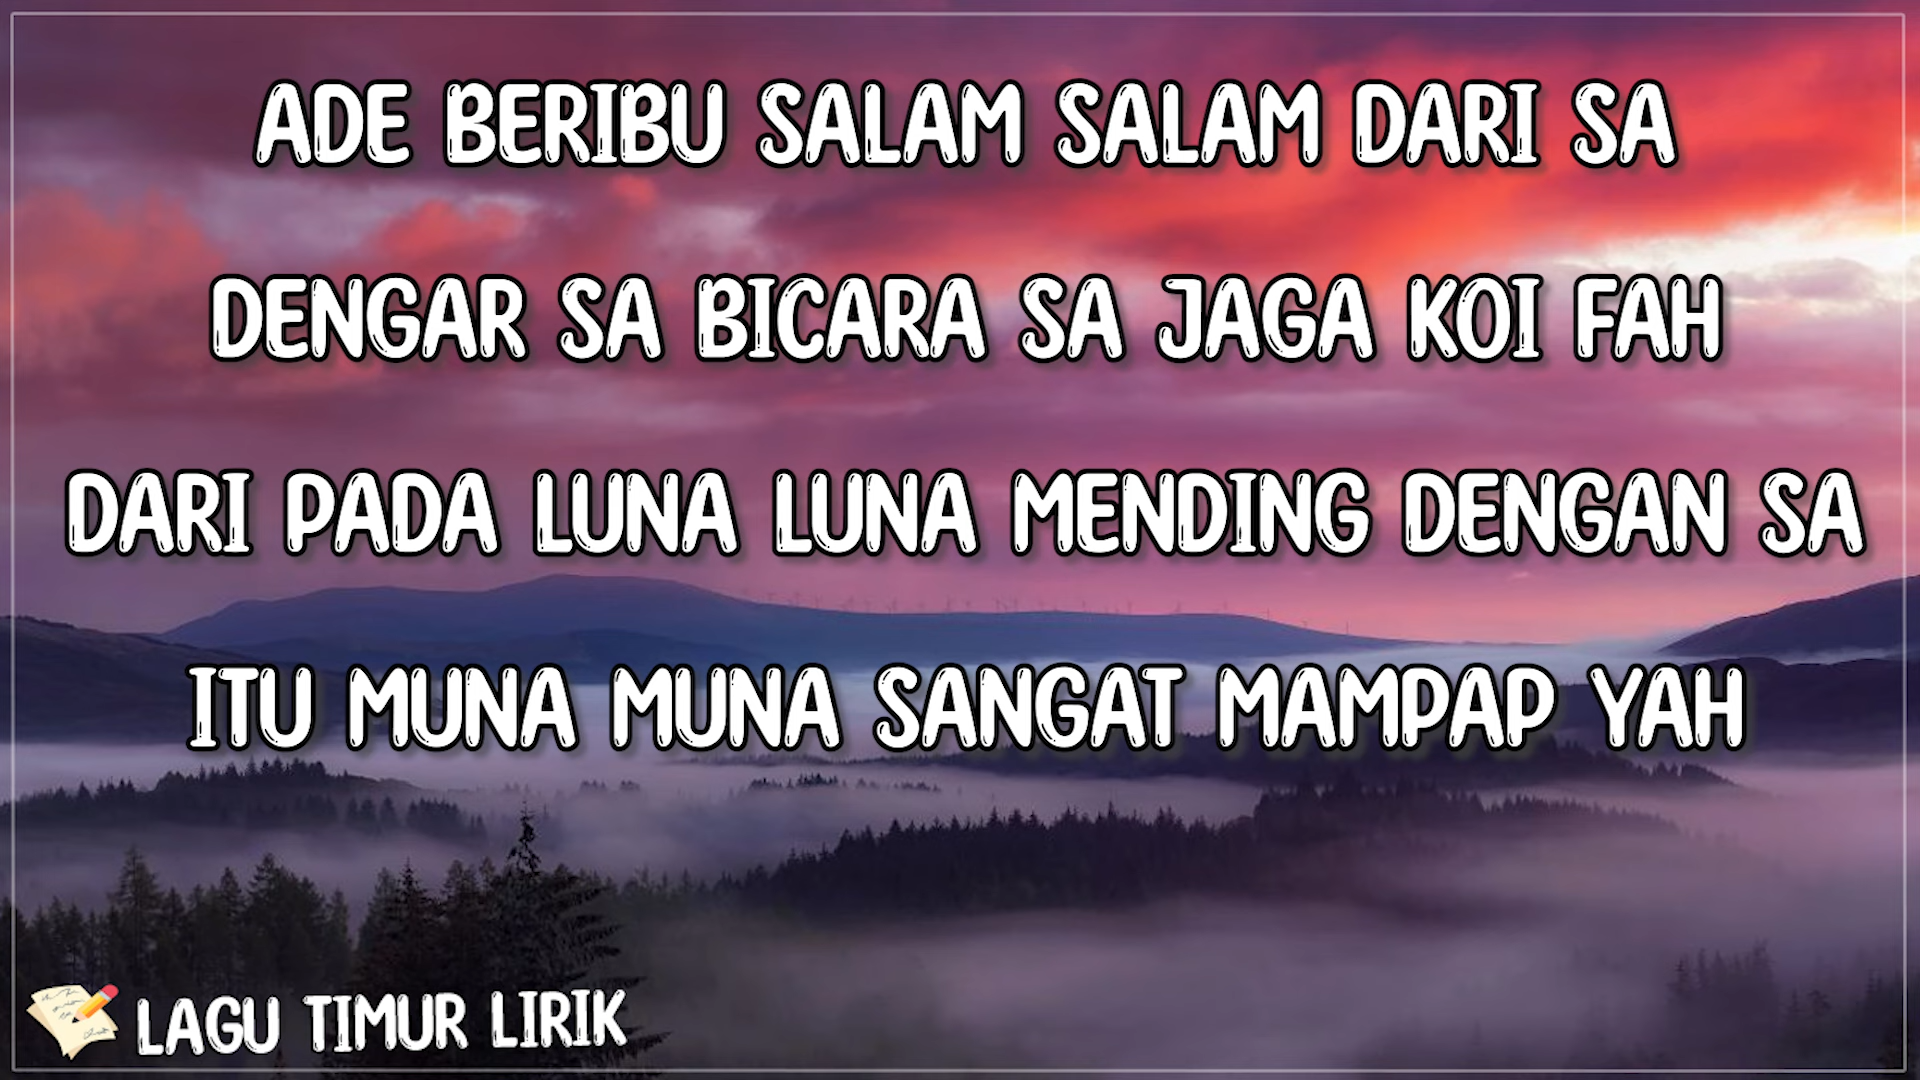 ADE BERIBU SALAM SALAM DARI SA
DENGAR SA BICARA SA JAGA KOI FAH
DARI PADA LUNA LUNA MENDING DENGAN SA
ITU MUNA MUNA SANGAT MAMPAP YAH
LAGU TIMUR LIRIK